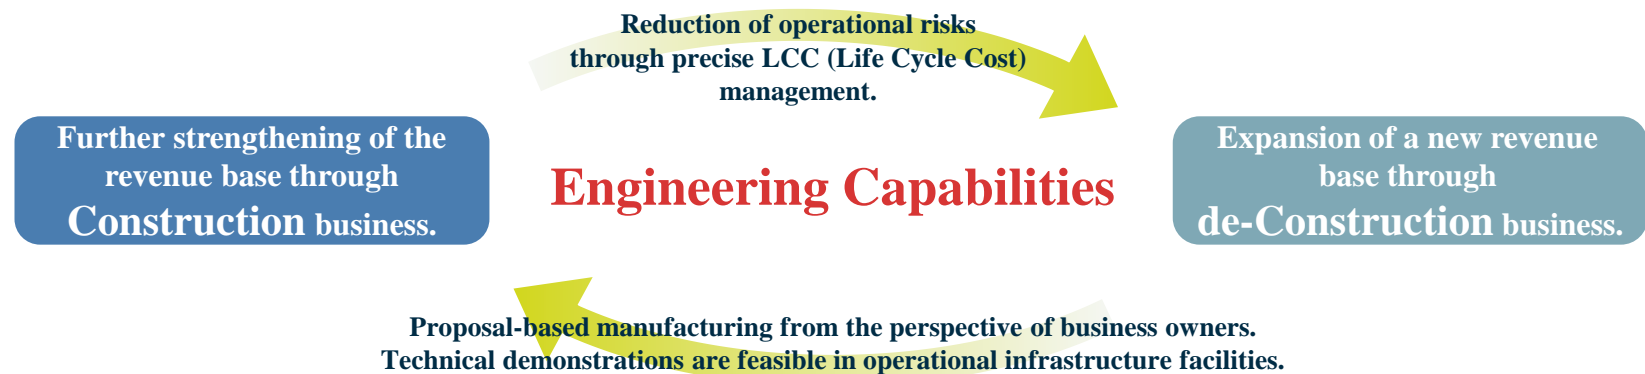 Reduction of operational risks
through precise LCC (Life Cycle Cost)
management.
Further strengthening of the
revenue base through
Construction business.
Engineering Capabilities
Expansion of a new revenue
base through
de-Construction business.
Proposal-based manufacturing from the perspective of business owners.
Technical demonstrations are feasible in operational infrastructure facilities.